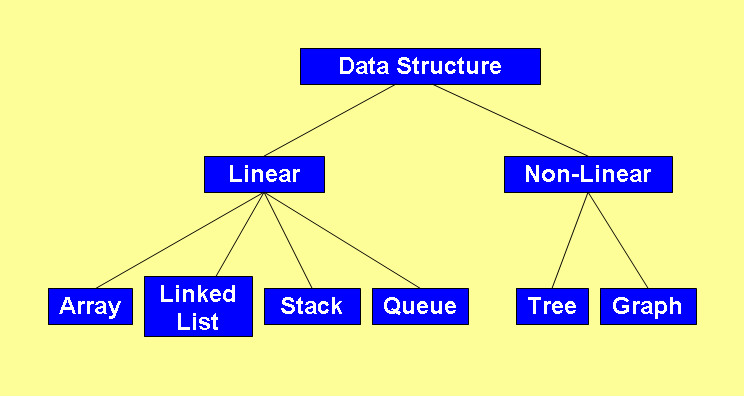 Data Structure
Linear
Non-Linear
Array
Linked
List
Stack
Queue
Tree
Graph